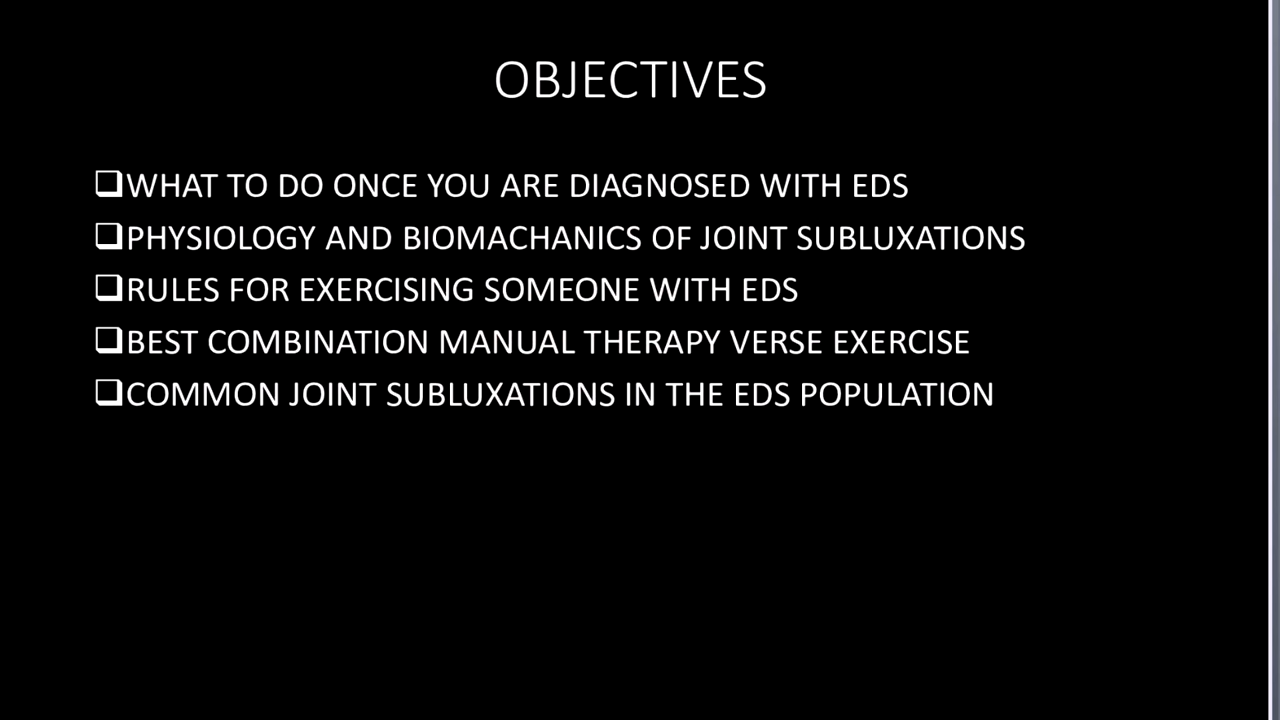 OBJECTIVES
❑WHAT TO DO ONCE YOU ARE DIAGNOSED WITH EDS
❑PHYSIOLOGY AND BIOMACHANICS OF JOINT SUBLUXATIONS
❑RULES FOR EXERCISING SOMEONE WITH EDS
❑BEST COMBINATION MANUAL THERAPY VERSE EXERCISE
❑COMMON JOINT SUBLUXATIONS IN THE EDS POPULATION